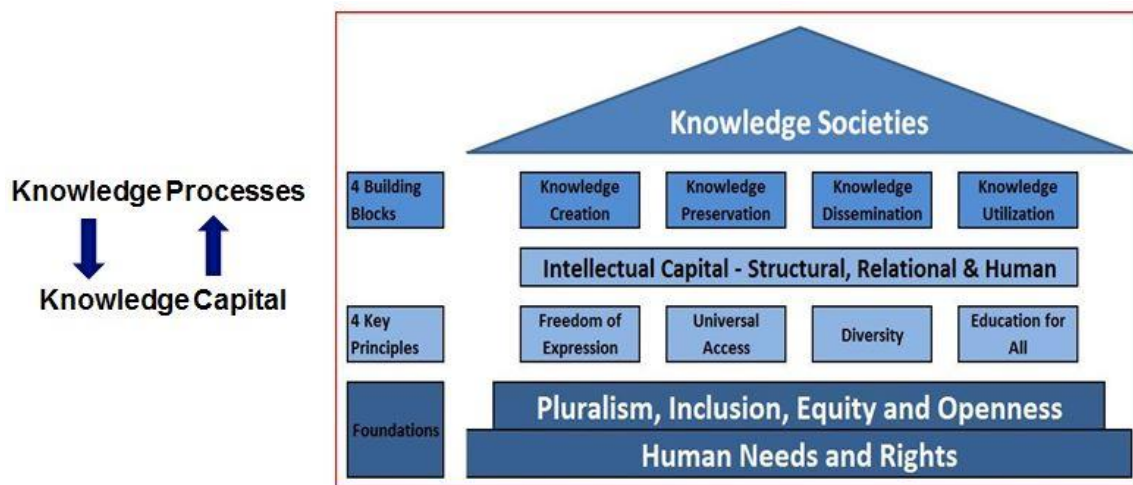 Knowledge Societies
Knowledge Processes
Knowledge Capital
4 Building
Blocks
Knowledge
Creation
Knowledge
Preservation
Knowledge
Dissemination
Knowledge
Utilization
Intellectual Capital - Structural, Relational & Human
4 Key
Principles
Freedom of
Expression
Universal
Access
Diversity
Education for
All
Foundations
Pluralism, Inclusion, Equity and Openness
Human Needs and Rights